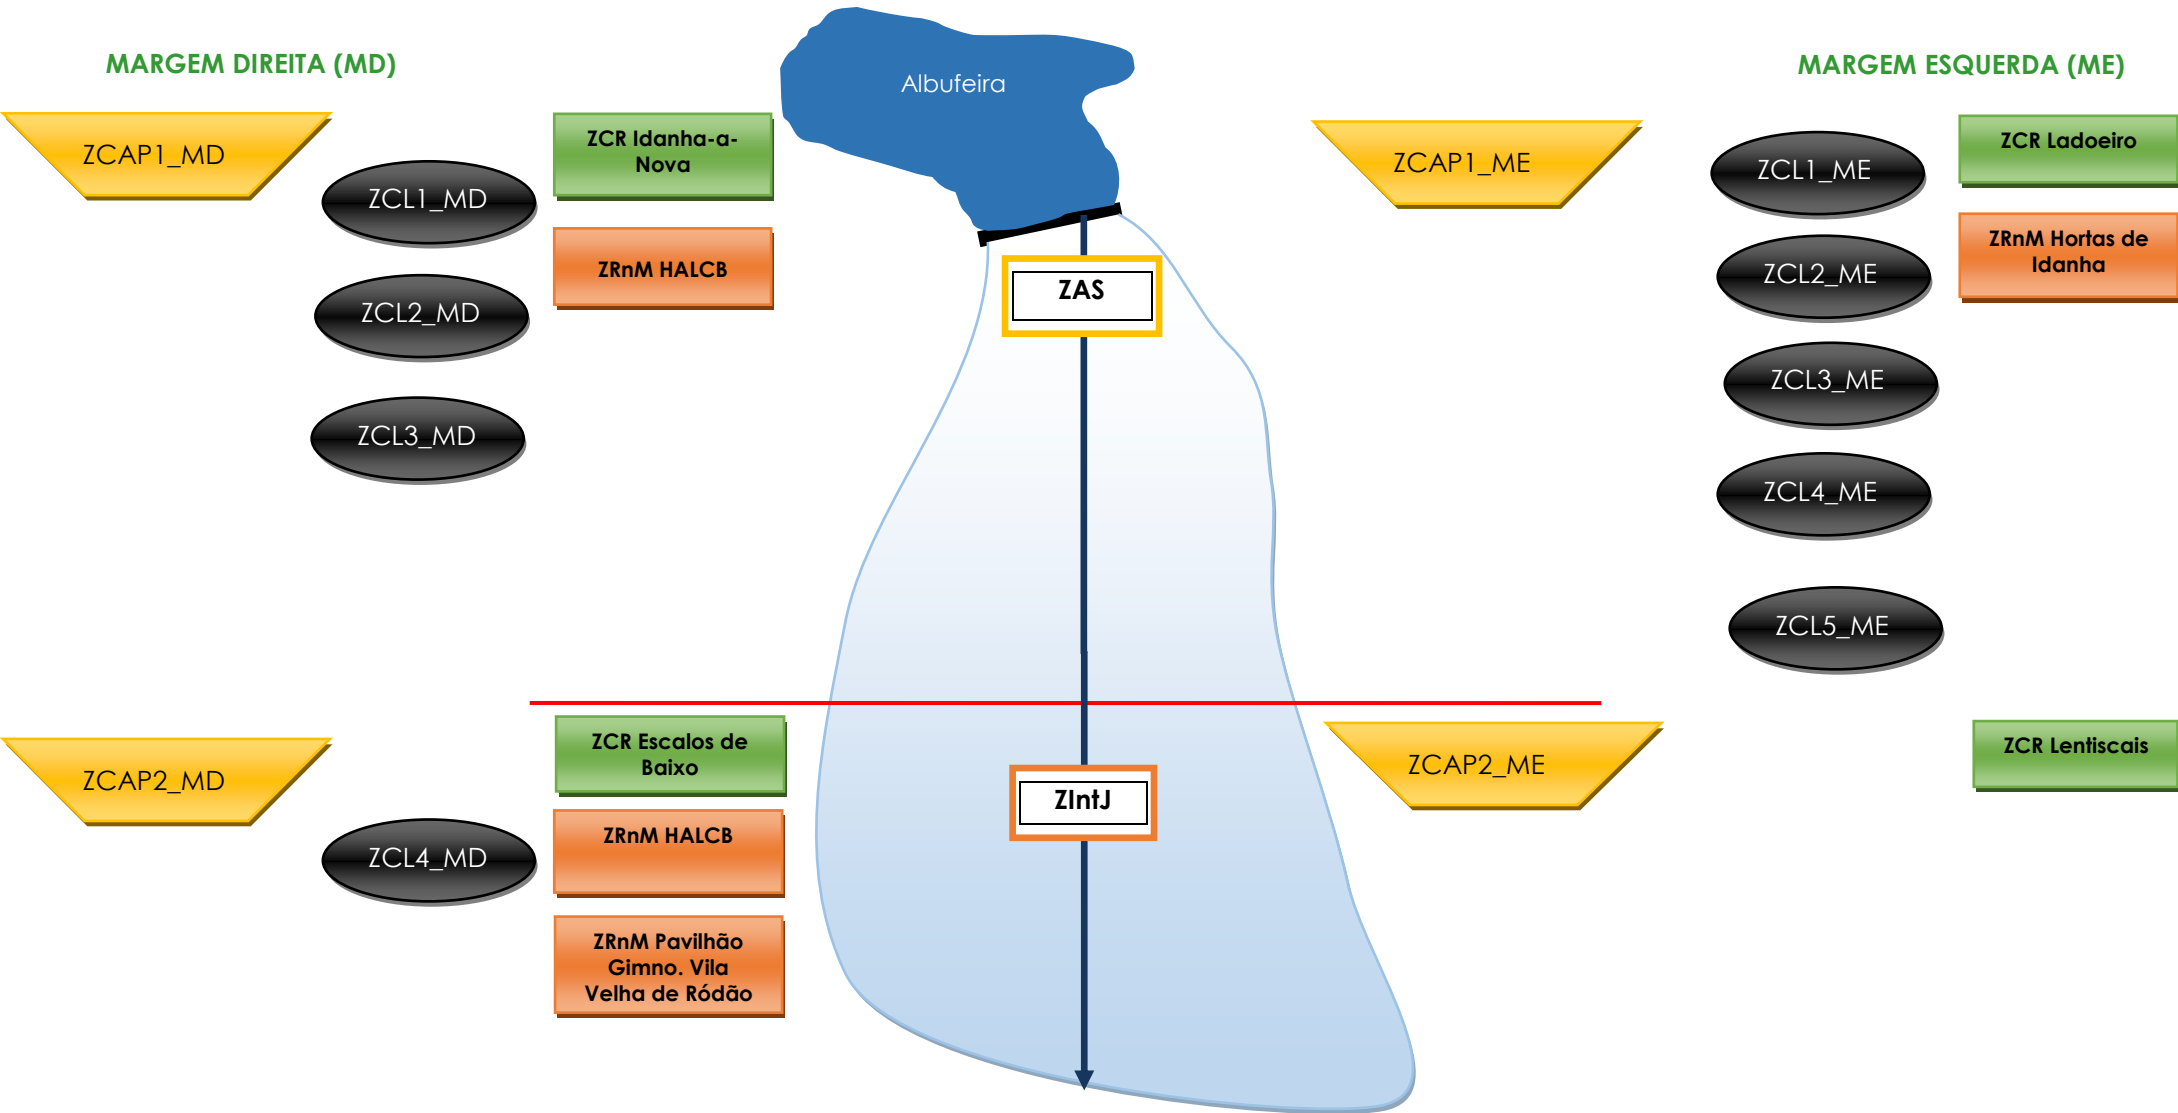 MARGEM DIREITA (MD)
Albufeira
MARGEM ESQUERDA (ME)
ZCAP1_MD
ZCL1_MD
ZCL2_MD
ZCL3_MD
ZCR Idanha-a-
Nova
ZRnM HALCB
ZAS
ZCAP1_ME
ZCL1_ME
ZCL2_ME
ZCL3_ME
ZCL4_ME
ZCL5_ME
ZCR Ladoeiro
ZRnM Hortas de
Idanha
ZCAP2_MD
ZCL4_MD
ZCR Escalos de
Baixo
ZRnM HALCB
ZRnM Pavilhão
Gimno. Vila
Velha de Ródão
ZIntJ
ZCAP2_ME
ZCR Lentiscais